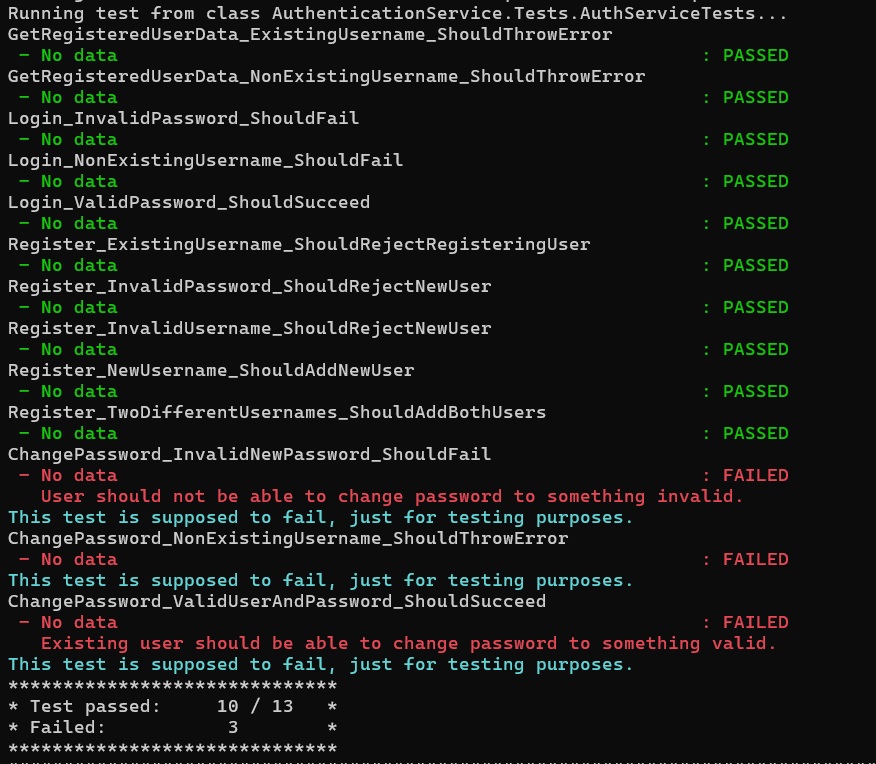 Running test from class AuthenticationService.Tests.AuthServiceTests...
GetRegisteredUserData_ExistingUsername_ShouldThrowError
 – No data : PASSED
GetRegisteredUserData_NonExistingUsername_ShouldThrowError
 – No data : PASSED
Login_InvalidPassword_ShouldFail
 – No data : PASSED
Login_NonExistingUsername_ShouldFail
 – No data : PASSED
Login_ValidPassword_ShouldSucceed
 – No data : PASSED
Register_ExistingUsername_ShouldRejectRegisteringUser
 – No data : PASSED
Register_InvalidPassword_ShouldRejectNewUser
 – No data : PASSED
Register_InvalidUsername_ShouldRejectNewUser
 – No data : PASSED
Register_NewUsername_ShouldAddNewUser
 – No data : PASSED
Register_TwoDifferentUsernames_ShouldAddBothUsers
 – No data : PASSED
ChangePassword_InvalidNewPassword_ShouldFail
 – No data : FAILED
   User should not be able to change password to something invalid.
This test is supposed to fail, just for testing purposes.
ChangePassword_NonExistingUsername_ShouldThrowError
 – No data : FAILED
This test is supposed to fail, just for testing purposes.
ChangePassword_ValidUserAndPassword_ShouldSucceed
 – No data : FAILED
   Existing user should be able to change password to something valid.
This test is supposed to fail, just for testing purposes.
******************************
* Test passed:     10 / 13   *
* Failed:           3        *
******************************